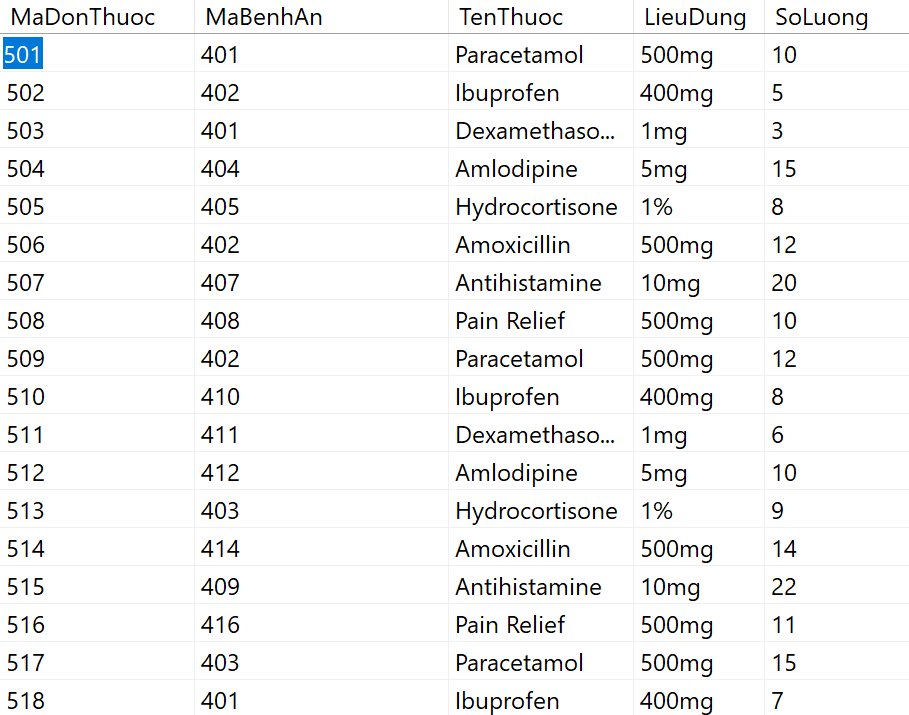 MaDonThuoc MaBenhAn TenThuoc LieuDung SoLuong
501 401 Paracetamol 500mg 10
502 402 Ibuprofen 400mg 5
503 401 Dexamethaso... 1mg 3
504 404 Amlodipine 5mg 15
505 405 Hydrocortisone 1% 8
506 402 Amoxicillin 500mg 12
507 407 Antihistamine 10mg 20
508 408 Pain Relief 500mg 10
509 402 Paracetamol 500mg 12
510 410 Ibuprofen 400mg 8
511 411 Dexamethaso... 1mg 6
512 412 Amlodipine 5mg 10
513 403 Hydrocortisone 1% 9
514 414 Amoxicillin 500mg 14
515 409 Antihistamine 10mg 22
516 416 Pain Relief 500mg 11
517 403 Paracetamol 500mg 15
518 401 Ibuprofen 400mg 7